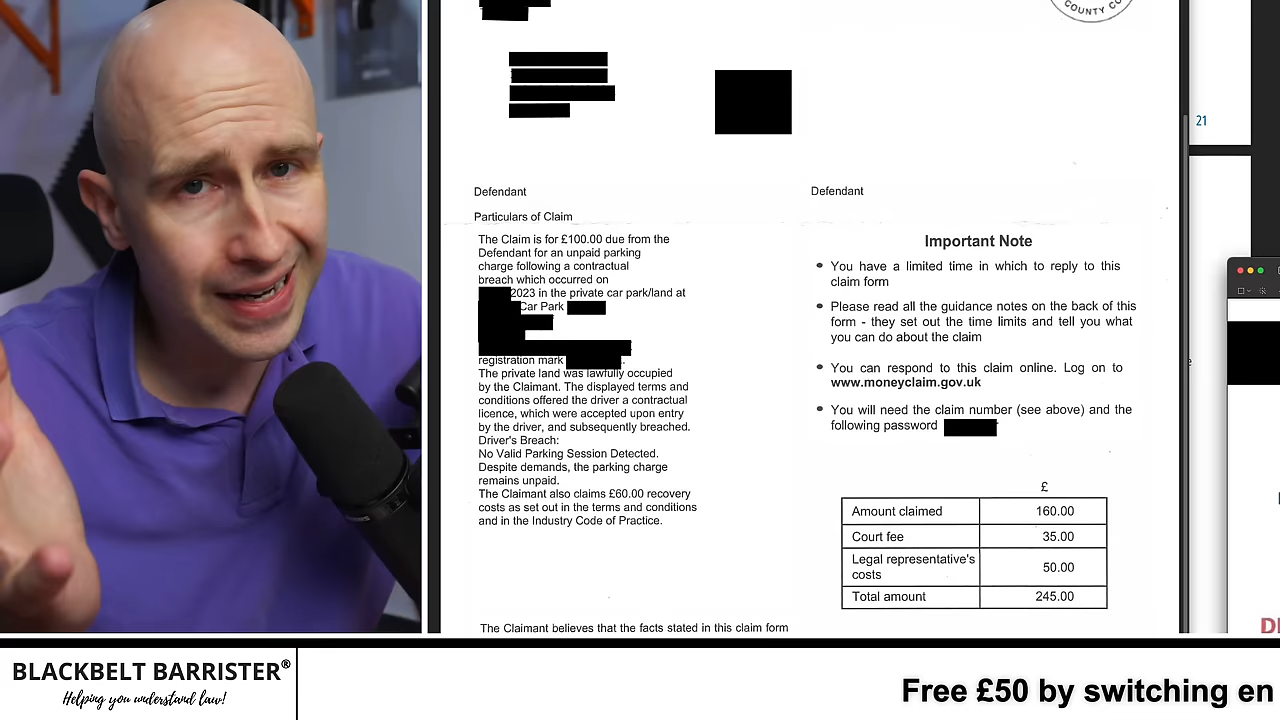 COUNTY CO
21
Defendant
Defendant
Particulars of Claim
The Claim is for £100.00 due from the
Defendant for an unpaid parking
charge following a contractual
breach which occurred on
2023 in the private car park/land at
Car Park
registration mark
The private land was lawfully occupied
by the Claimant. The displayed terms and
conditions offered the driver a contractual
licence, which were accepted upon entry
by the driver, and subsequently breached.
Driver's Breach:
No Valid Parking Session Detected.
Despite demands, the parking charge
remains unpaid.
The Claimant also claims £60.00 recovery
costs as set out in the terms and conditions
and in the Industry Code of Practice.
The Claimant believes that the facts stated in this claim form
Important Note
• You have a limited time in which to reply to this
claim form
• Please read all the guidance notes on the back of this
form - they set out the time limits and tell you what
you can do about the claim
• You can respond to this claim online. Log on to
www.moneyclaim.gov.uk
• You will need the claim number (see above) and the
following password
£
Amount claimed 160.00
Court fee 35.00
Legal representative's
costs 50.00
Total amount 245.00
BLACKBELT BARRISTER®
Helping you understand law!
Free £50 by switching en